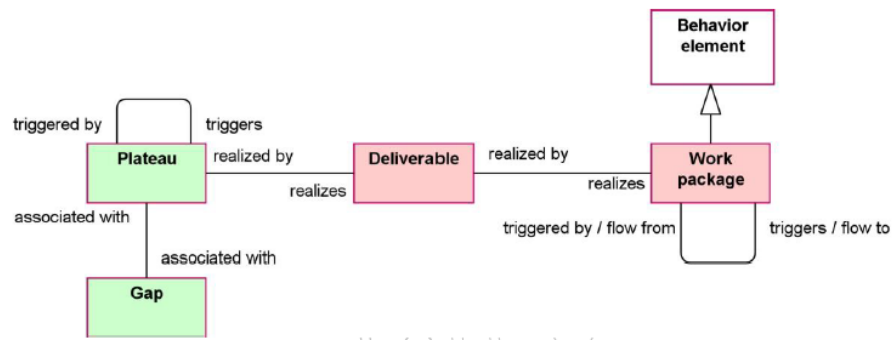 Behavior
element
triggered by
triggers
Plateau
realized by
realizes
Deliverable
realized by
realizes
Work
package
associated with
triggered by / flow from
triggers / flow to
associated with
Gap